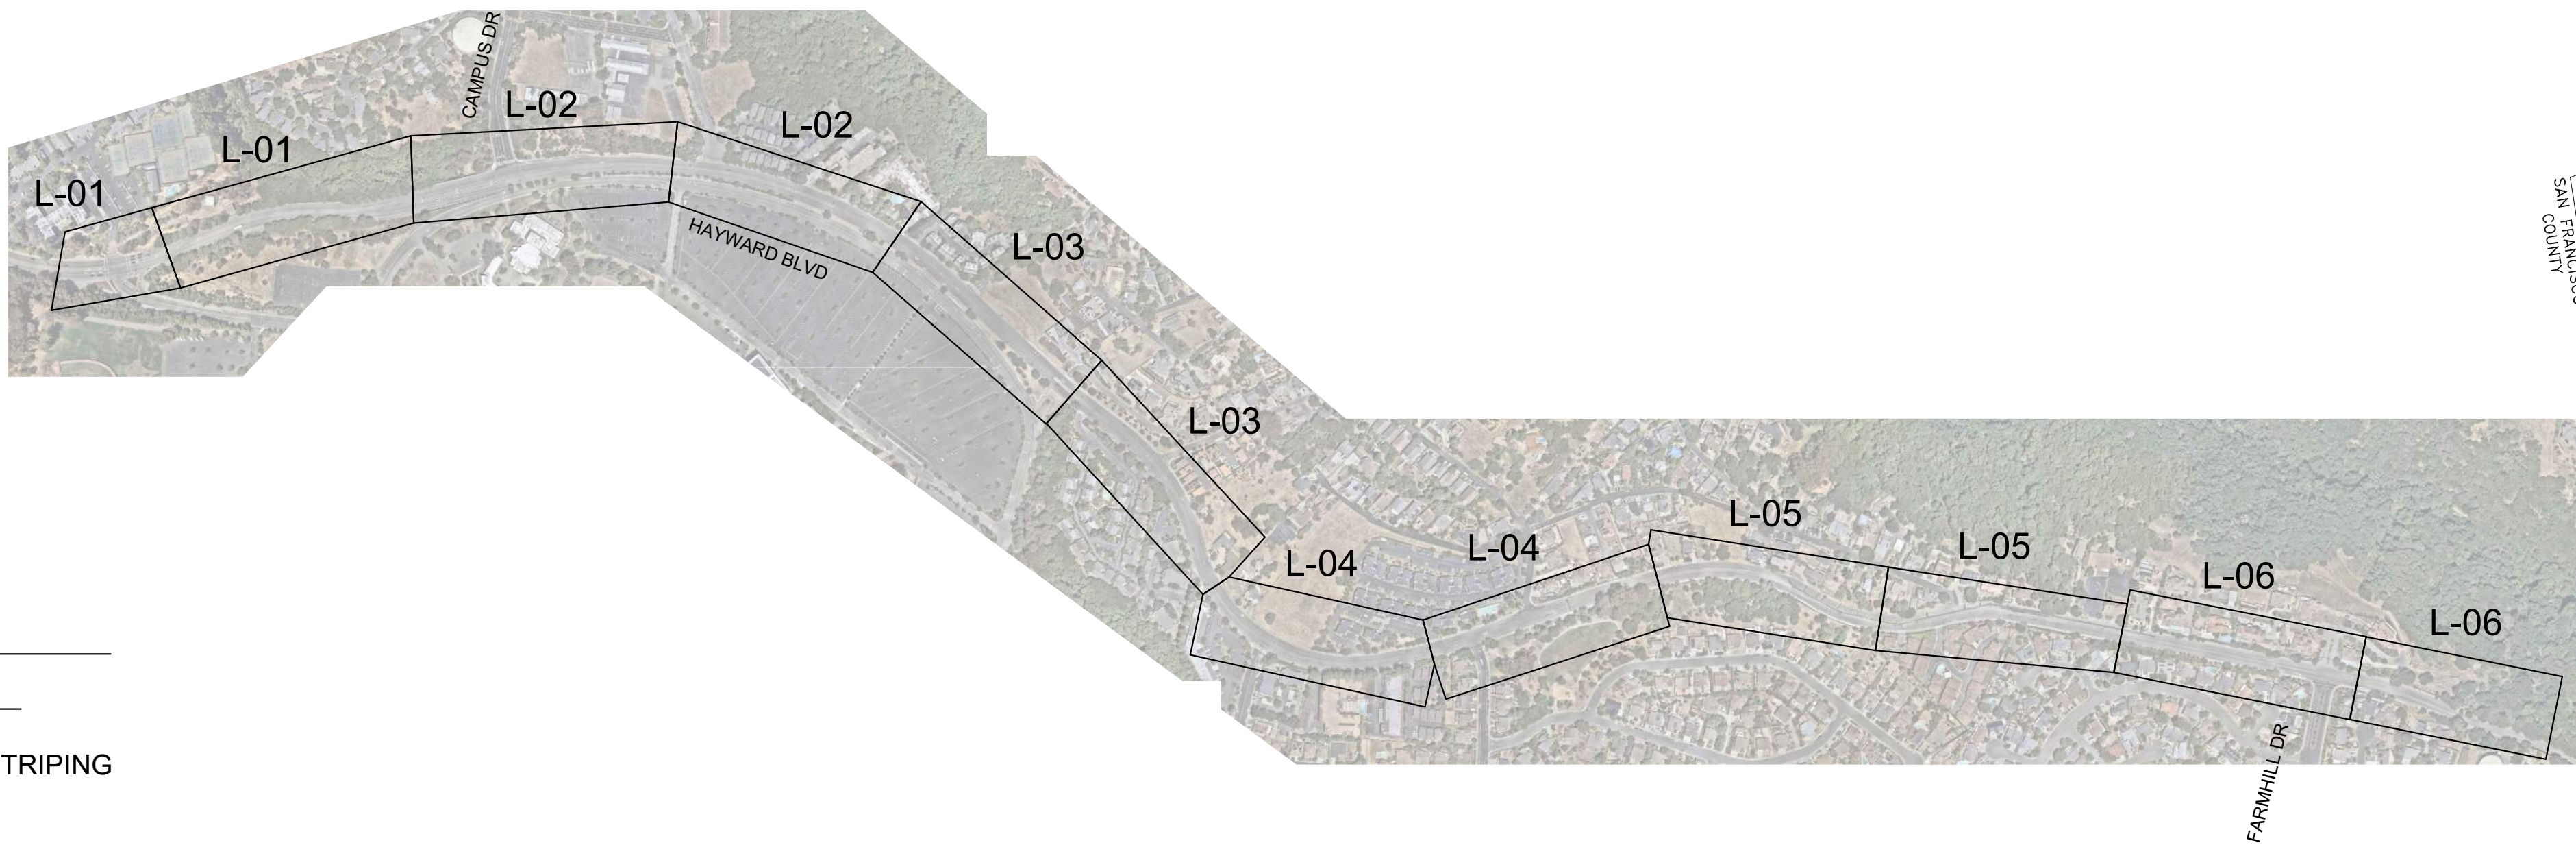 CAMPUS DR
L-02
L-02
L-01
L-01
HAYWARD BLVD
L-03
SAN FRANCISCO
COUNTY
L-03
L-04
L-04
L-05
L-05
L-06
L-06
TRIPING
FARMHILL DR